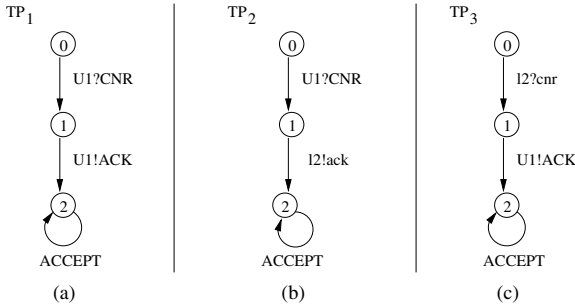 TP1
0
U1?CNR
1
U1!ACK
2
ACCEPT
(a)
TP2
0
U1?CNR
1
l2!ack
2
ACCEPT
(b)
TP3
0
l2?cnr
1
U1!ACK
2
ACCEPT
(c)